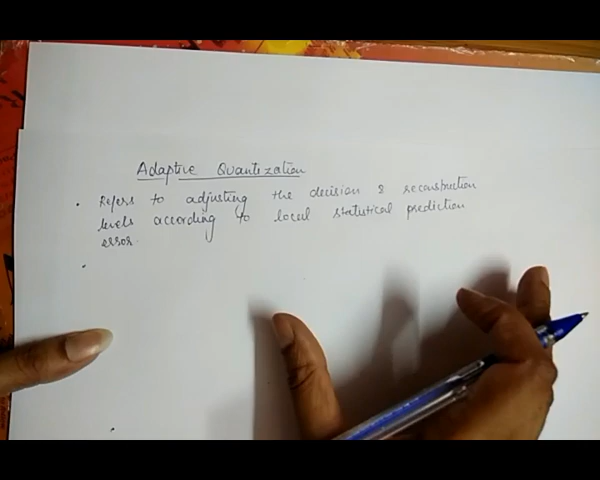 Adaptive Quantization
• Refers to adjusting the decision & reconstruction
levels according to local statistical prediction
error.
•